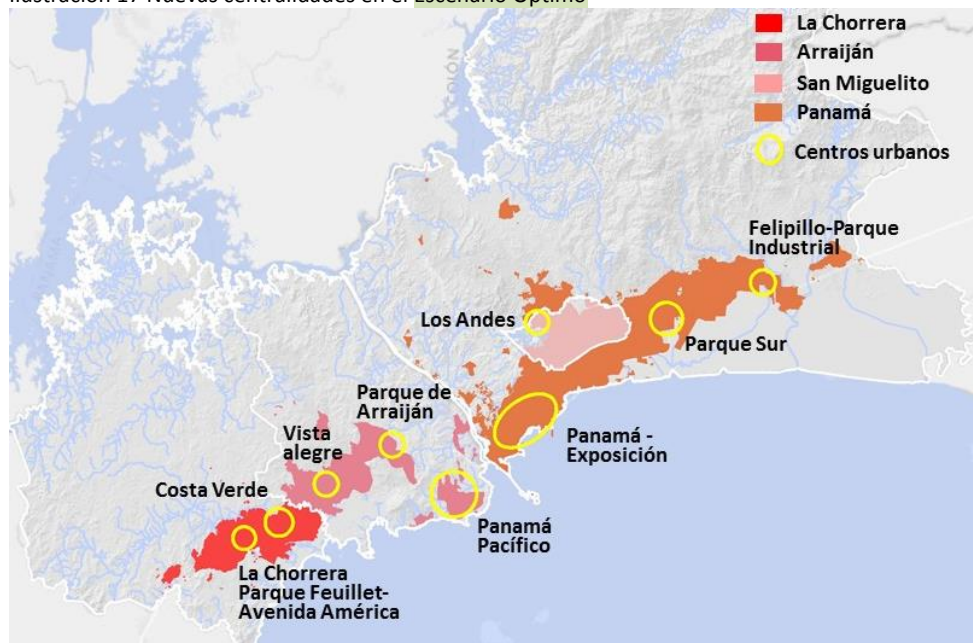 Ilustración 17 Nuevas centralidades en el Escenario Óptimo
La Chorrera
Arraiján
San Miguelito
Panamá
Centros urbanos
COLÓN
Felipillo-Parque
Industrial
Los Andes
Parque Sur
Parque de
Arraiján
Vista
alegre
Panamá -
Exposición
Costa Verde
Panamá
Pacífico
La Chorrera
Parque Feuillet-
Avenida América